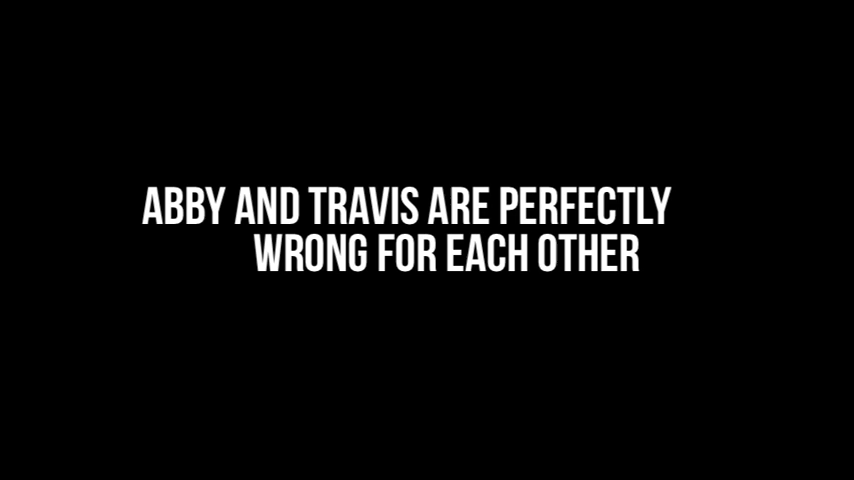 ABBY AND TRAVIS ARE PERFECTLY
WRONG FOR EACH OTHER